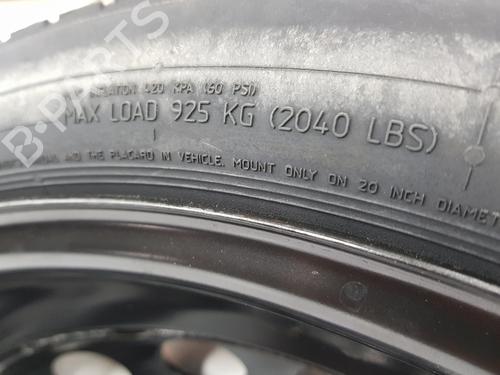 B-PARTS
INFLATION 420 KPA (60 PSI)
MAX LOAD 925 KG (2040 LBS)
AND THE PLACARD IN VEHICLE. MOUNT ONLY ON 20 INCH DIAMET